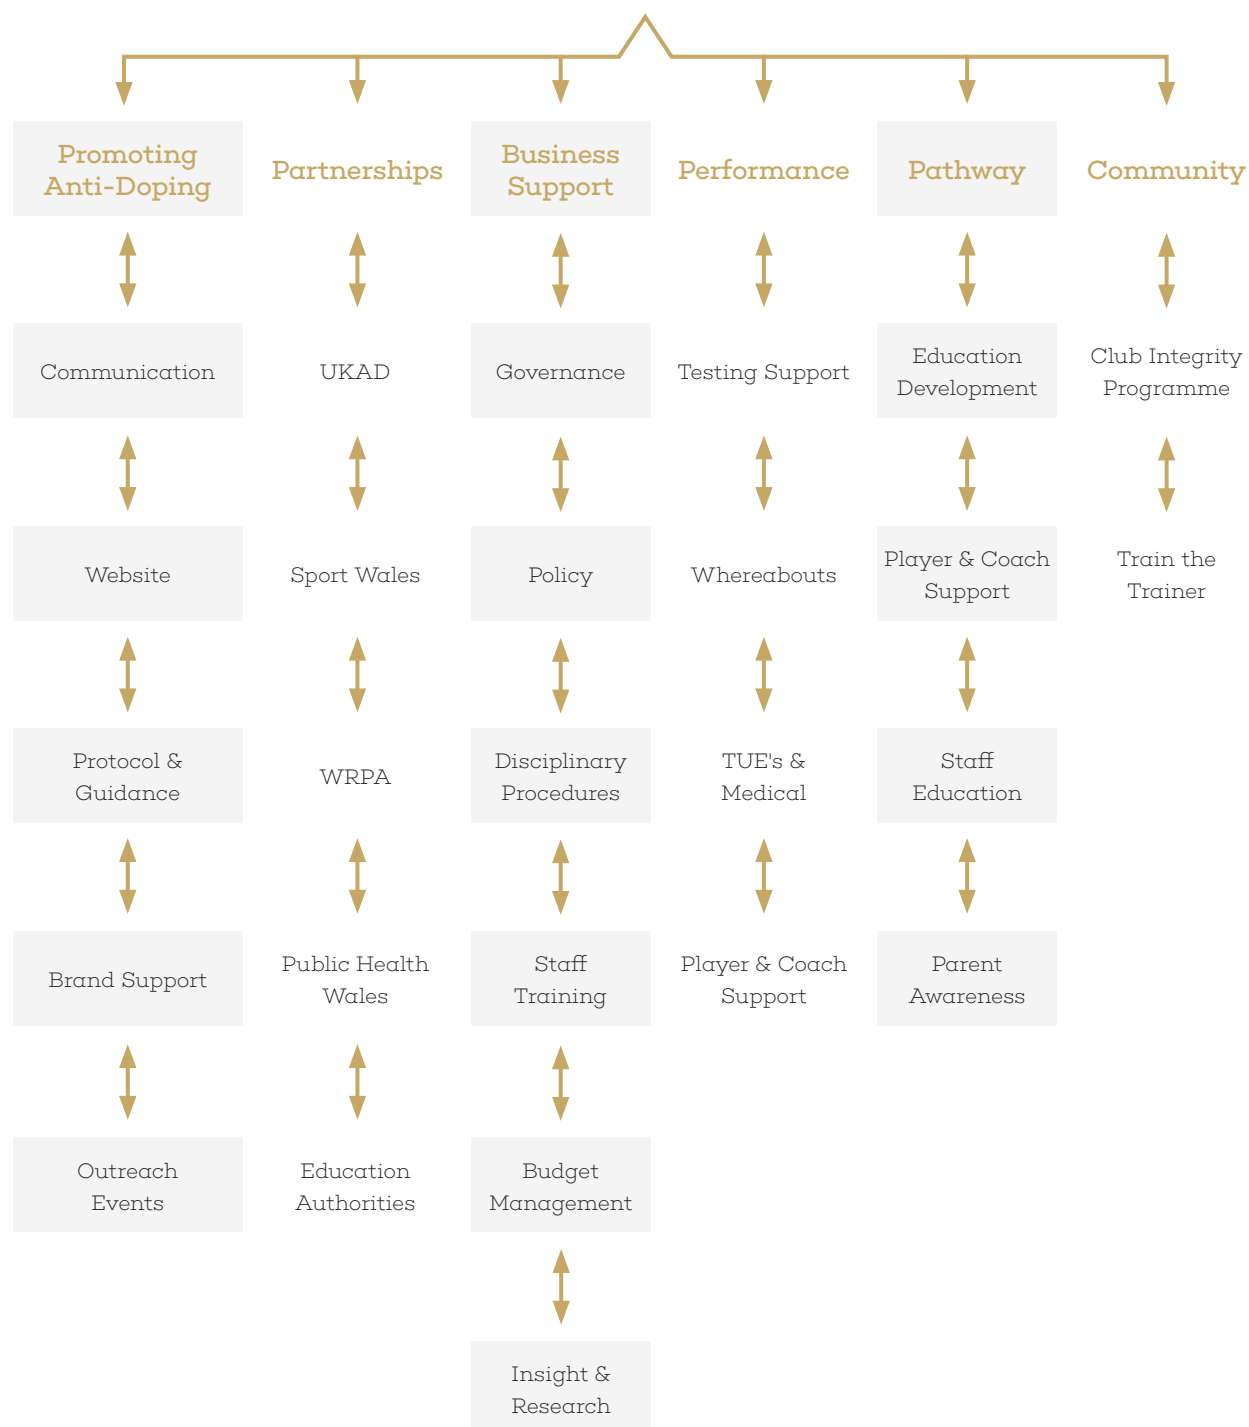 Promoting
Anti-Doping
Partnerships
Business
Support
Performance
Pathway
Community
Communication
UKAD
Governance
Testing Support
Education
Development
Club Integrity
Programme
Website
Sport Wales
Policy
Whereabouts
Player & Coach
Support
Train the
Trainer
Protocol &
Guidance
WRPA
Disciplinary
Procedures
TUE's &
Medical
Staff
Education
Brand Support
Public Health
Wales
Staff
Training
Player & Coach
Support
Parent
Awareness
Outreach
Events
Education
Authorities
Budget
Management
Insight &
Research